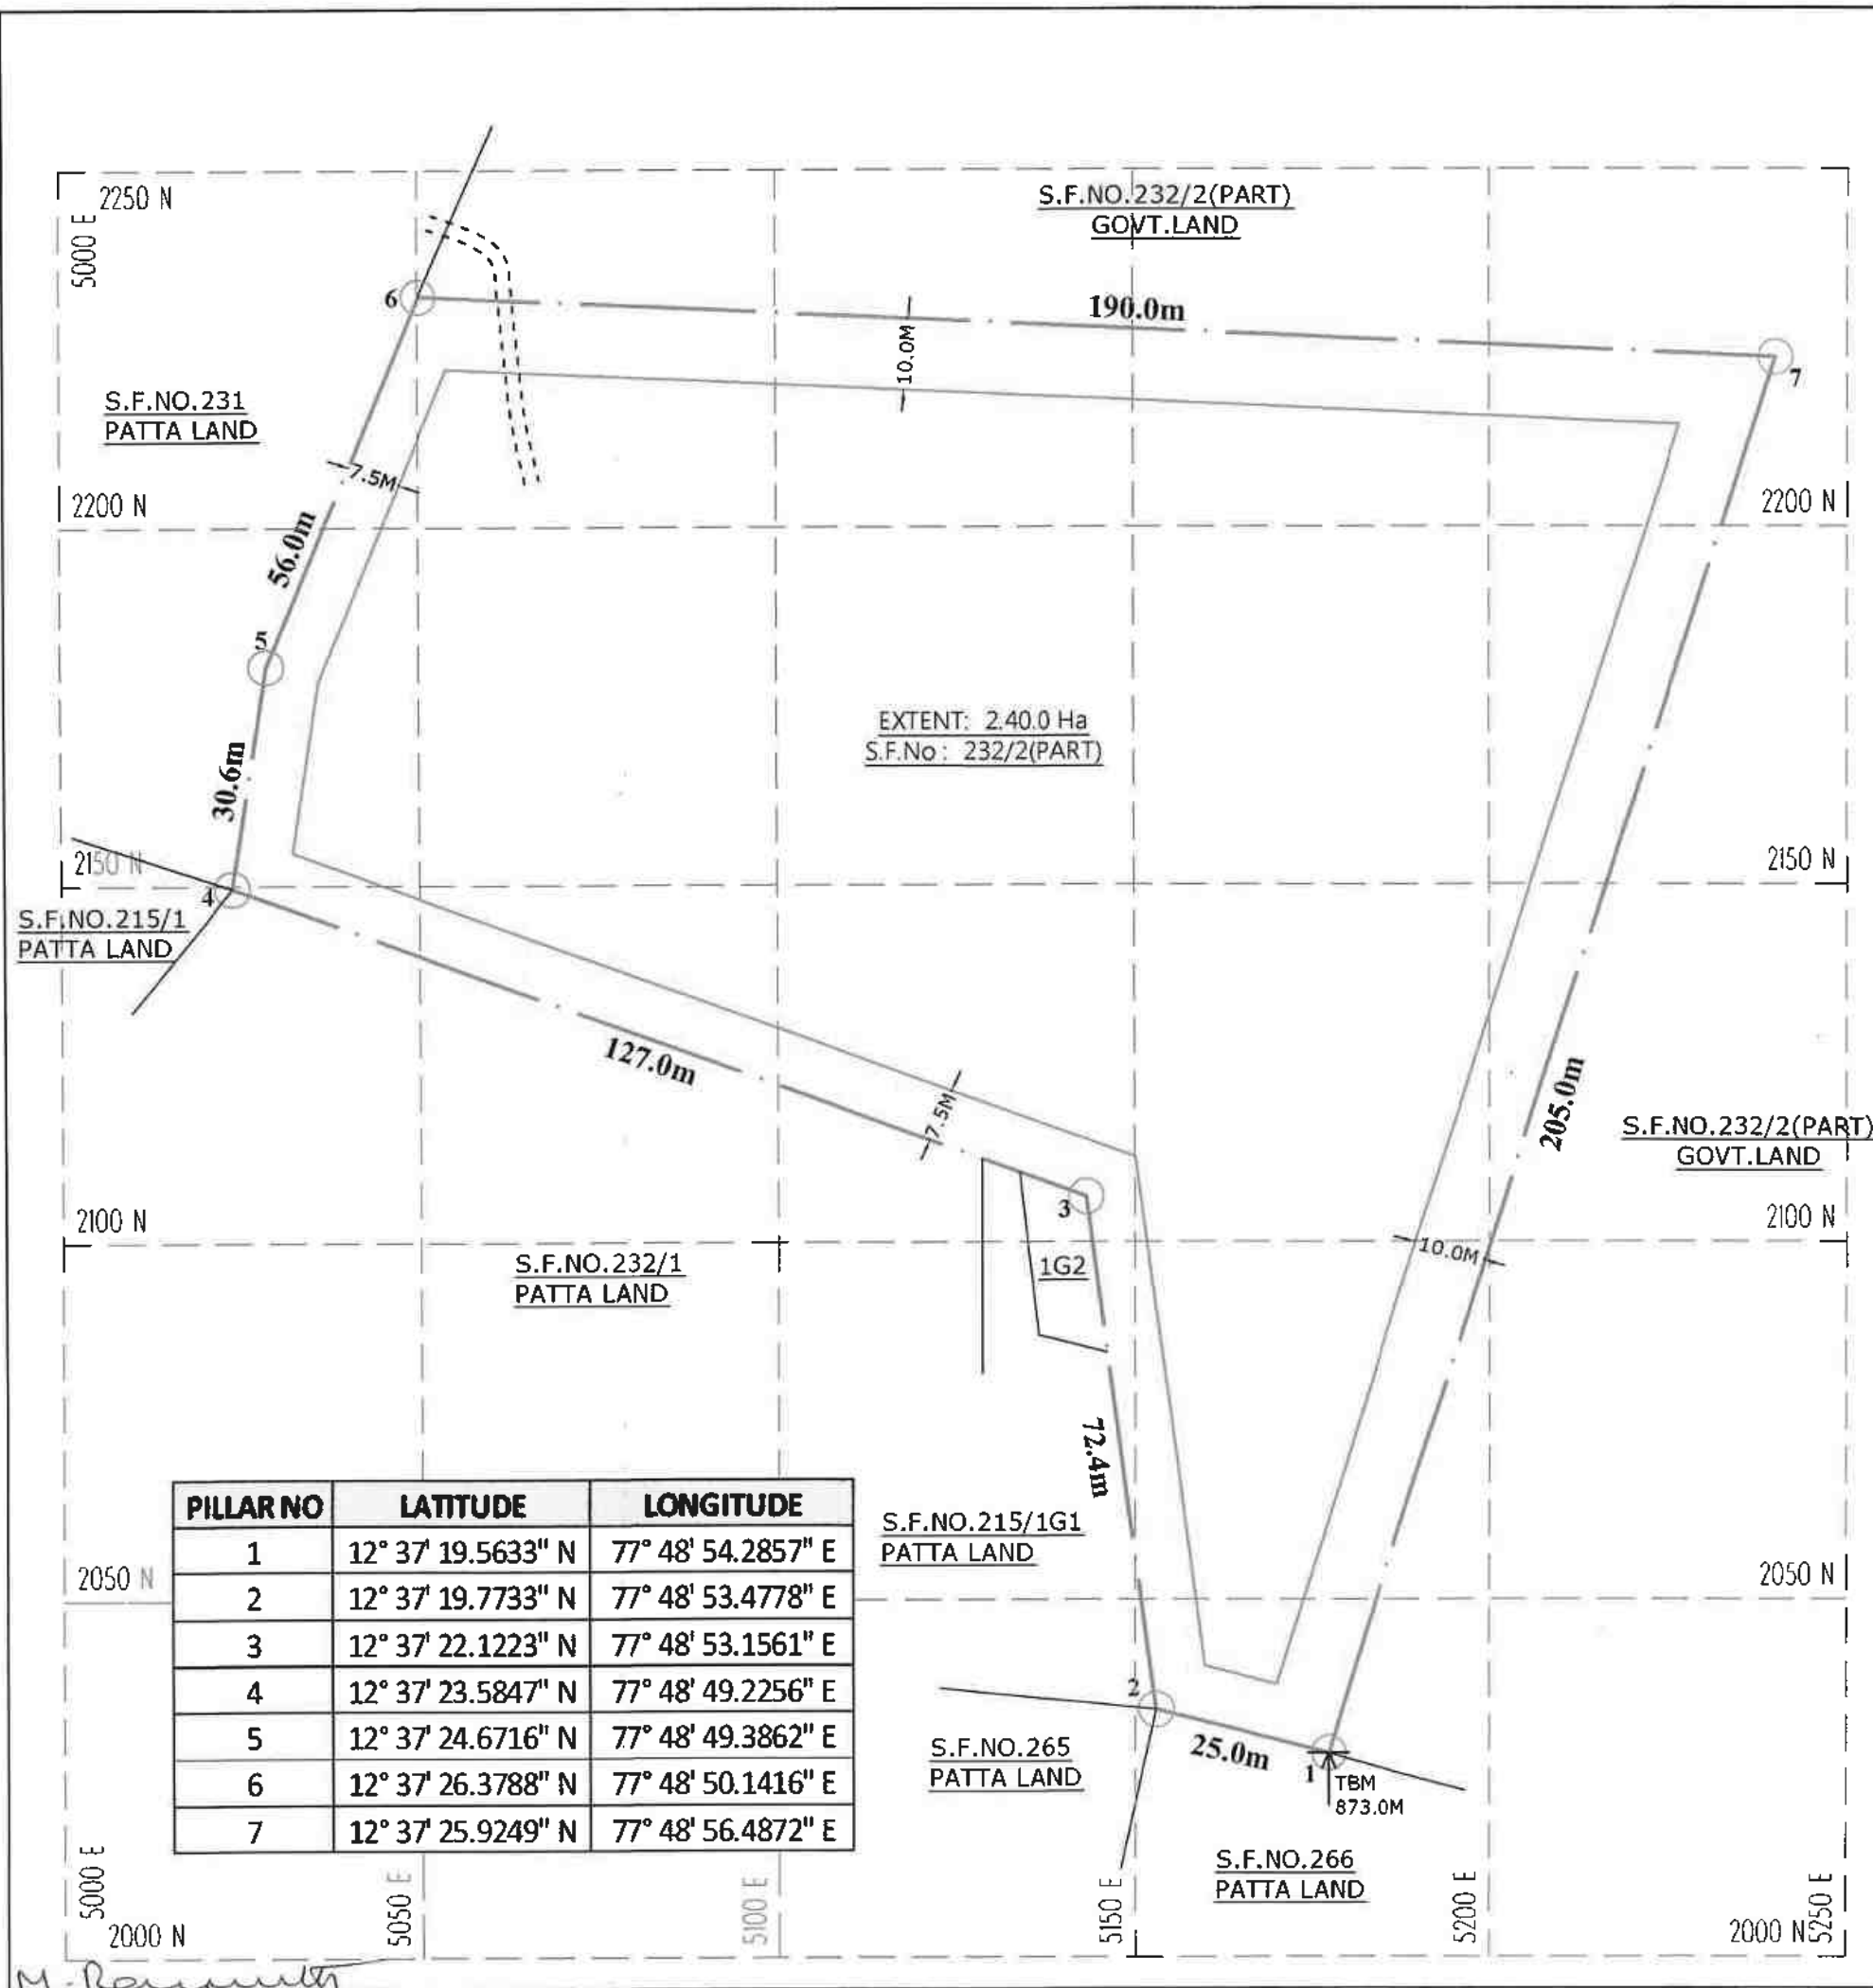 2250 N
5000 E
S.F.NO.232/2(PART)
GOVT.LAND
6
190.0m
10.0M
7
S.F.NO.231
PATTA LAND
7.5M
2200 N
2200 N
56.0m
5
EXTENT: 2.40.0 Ha
S.F.No : 232/2(PART)
30.6m
2150 N
2150 N
4
S.F.NO.215/1
PATTA LAND
127.0m
7.5M
205.0m
S.F.NO.232/2(PART)
GOVT.LAND
3
2100 N
2100 N
10.0M
S.F.NO.232/1
PATTA LAND
1G2
72.4m
PILLAR NO LATITUDE LONGITUDE
1 12° 37' 19.5633" N 77° 48' 54.2857" E
2 12° 37' 19.7733" N 77° 48' 53.4778" E
3 12° 37' 22.1223" N 77° 48' 53.1561" E
4 12° 37' 23.5847" N 77° 48' 49.2256" E
5 12° 37' 24.6716" N 77° 48' 49.3862" E
6 12° 37' 26.3788" N 77° 48' 50.1416" E
7 12° 37' 25.9249" N 77° 48' 56.4872" E
S.F.NO.215/1G1
PATTA LAND
2050 N
2050 N
2
S.F.NO.265
PATTA LAND
25.0m
1
TBM
873.0M
S.F.NO.266
PATTA LAND
5000 E
5050 E
5100 E
5150 E
5200 E
5250 E
2000 N
2000 N